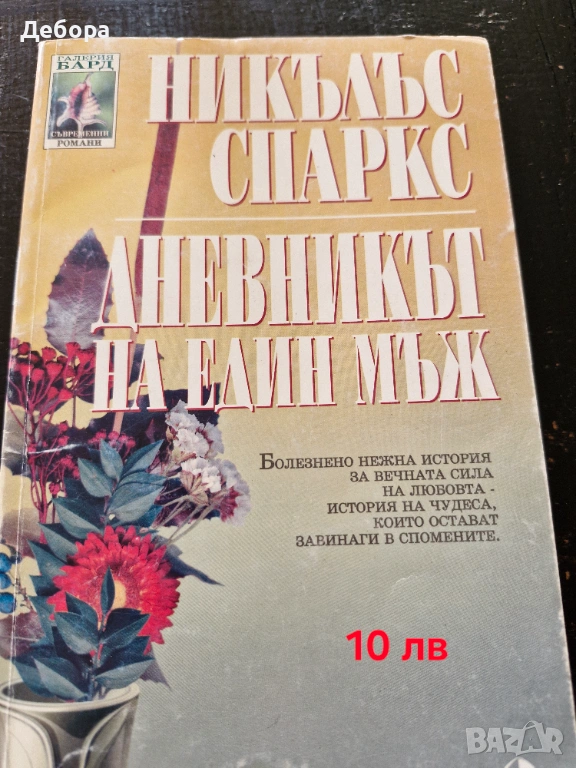 Дебора
ГАЛЕРИЯ
БАРД
СЪВРЕМЕННИ
РОМАНИ
НИКЪЛЪС
СПАРКС
ДНЕВНИКЪТ
НА ЕДИН МЪЖ
БОЛЕЗНЕНО НЕЖНА ИСТОРИЯ
ЗА ВЕЧНАТА СИЛА
НА ЛЮБОВТА -
ИСТОРИЯ НА ЧУДЕСА,
КОИТО ОСТАВАТ
ЗАВИНАГИ В СПОМЕНИТЕ.
10 лв
BAZAR